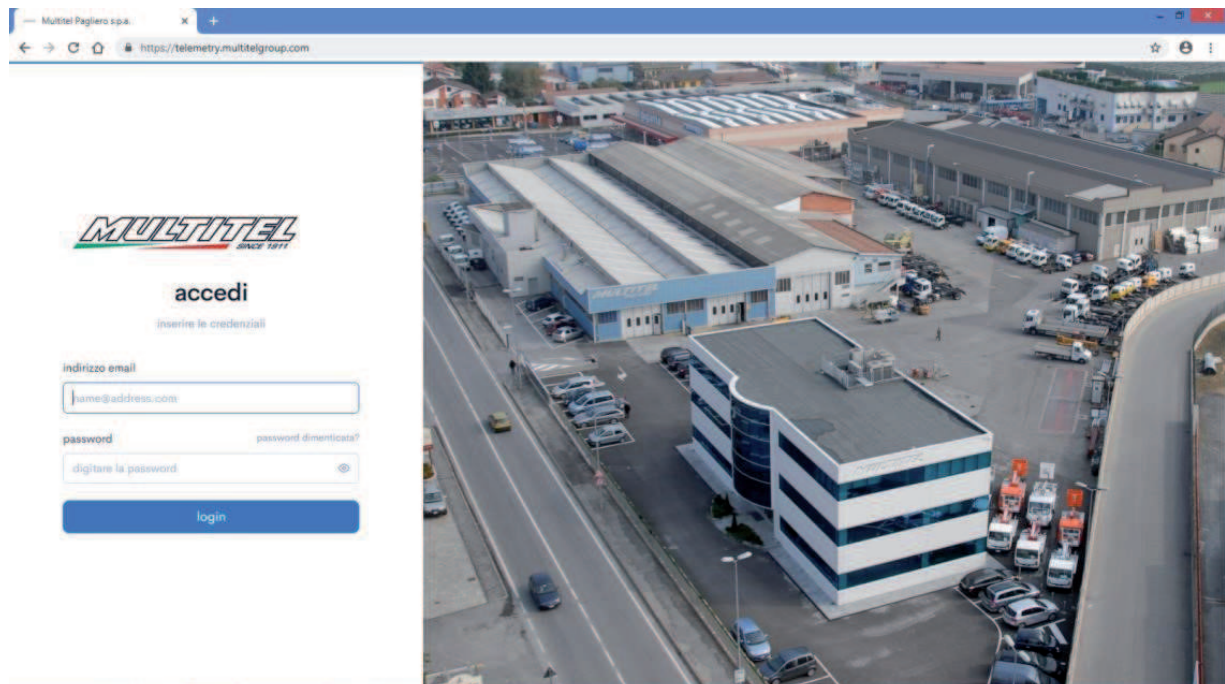 Multitel Pagliero s.p.a.
https://telemetry.multitelgroup.com
MULTITEL
SINCE 1911
accedi
inserire le credenziali
indirizzo email
name@address.com
password
password dimenticata?
digitare la password
login